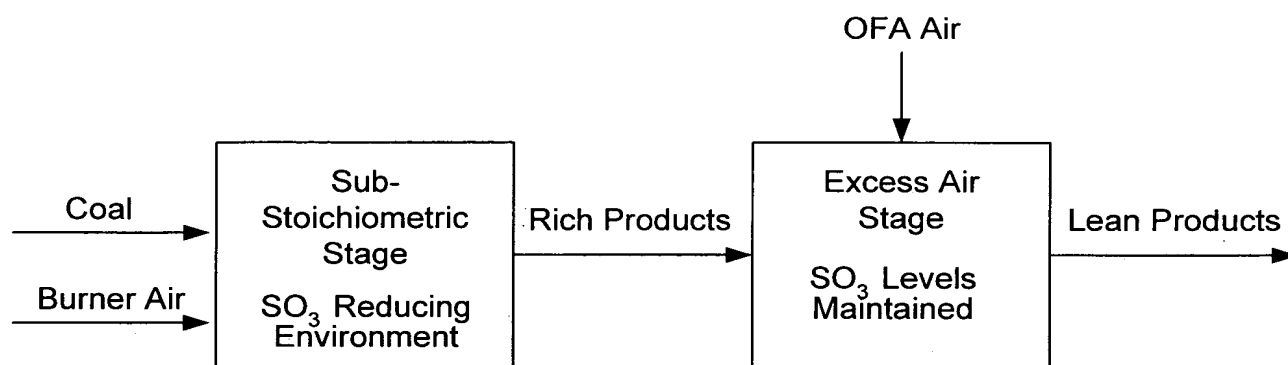 OFA Air
Coal
Burner Air
Sub-
Stoichiometric
Stage
SO₃ Reducing
Environment
Rich Products
Excess Air
Stage
SO₃ Levels
Maintained
Lean Products